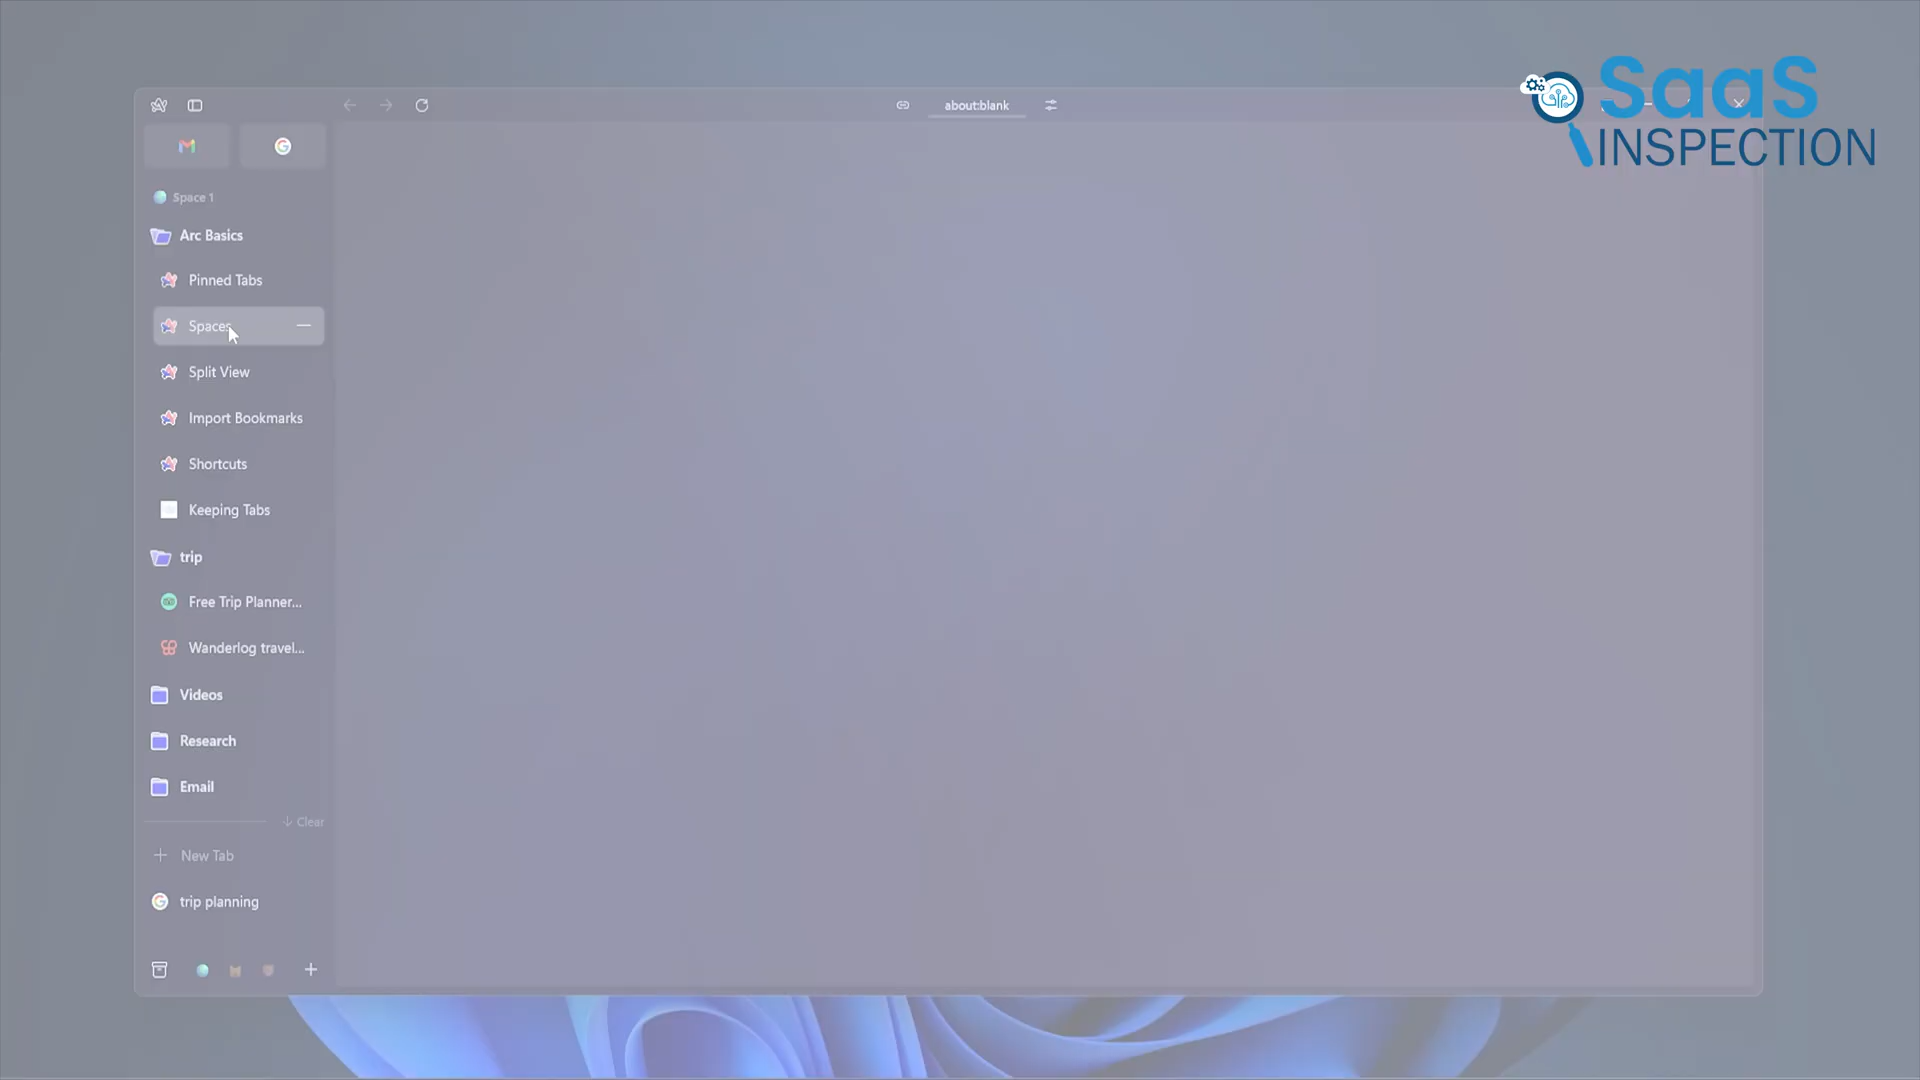 SaaS
INSPECTION
about:blank
Space 1
Arc Basics
Pinned Tabs
Spaces
Split View
Import Bookmarks
Shortcuts
Keeping Tabs
trip
Free Trip Planner...
Wanderlog travel...
Videos
Research
Email
Clear
New Tab
trip planning